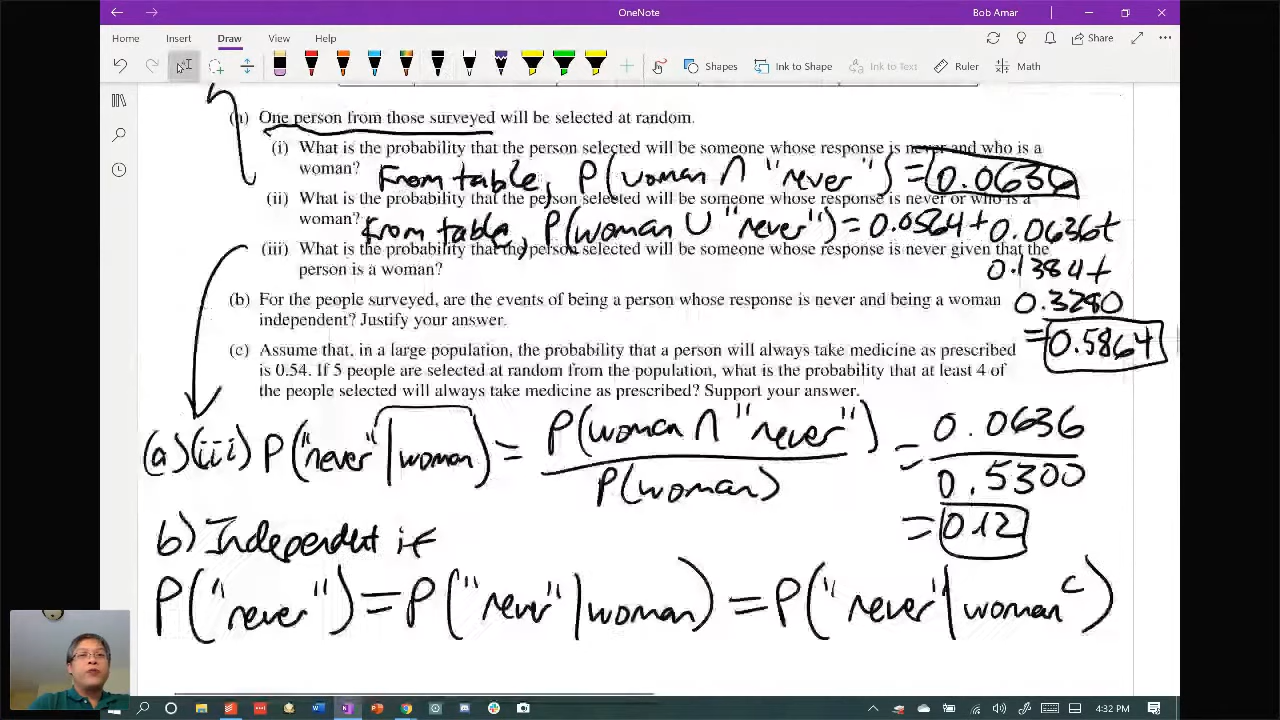 OneNote
Bob Amar
Home Insert Draw View Help
Share
Shapes Ink to Shape Ink to Text Ruler Math
(a) One person from those surveyed will be selected at random.
(i) What is the probability that the person selected will be someone whose response is never and who is a
woman?
From table, P(woman ∩ "never") = 0.0636
(ii) What is the probability that the person selected will be someone whose response is never or who is a
woman?
From table, P(woman ∪ "never") = 0.0564 + 0.0636 +
0.1384 +
0.3280
= 0.5864
(iii) What is the probability that the person selected will be someone whose response is never given that the
person is a woman?
(b) For the people surveyed, are the events of being a person whose response is never and being a woman
independent? Justify your answer.
(c) Assume that, in a large population, the probability that a person will always take medicine as prescribed
is 0.54. If 5 people are selected at random from the population, what is the probability that at least 4 of
the people selected will always take medicine as prescribed? Support your answer.
(a)(iii) P("never" | woman) = P(woman ∩ "never") / P(woman) = 0.0636 / 0.5300
= 0.12
b) Independent if
P("never") = P("never" | woman) = P("never" | woman^c)
4:32 PM